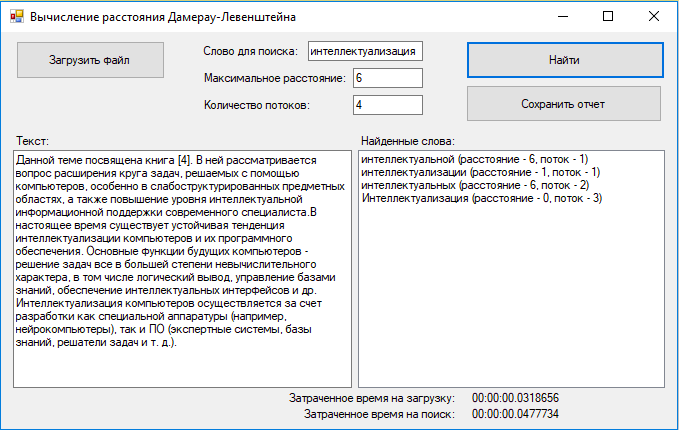 Вычисление расстояния Дамерау-Левенштейна
Загрузить файл
Слово для поиска: интеллектуализация
Найти
Максимальное расстояние: 6
Количество потоков: 4
Сохранить отчет
Текст:
Данной теме посвящена книга [4]. В ней рассматривается
вопрос расширения круга задач, решаемых с помощью
компьютеров, особенно в слабоструктурированных предметных
областях, а также повышение уровня интеллектуальной
информационной поддержки современного специалиста.В
настоящее время существует устойчивая тенденция
интеллектуализации компьютеров и их программного
обеспечения. Основные функции будущих компьютеров -
решение задач все в большей степени невычислительного
характера, в том числе логический вывод, управление базами
знаний, обеспечение интеллектуальных интерфейсов и др.
Интеллектуализация компьютеров осуществляется за счет
разработки как специальной аппаратуры (например,
нейрокомпьютеры), так и ПО (экспертные системы, базы
знаний, решатели задач и т. д.).
Найденные слова:
интеллектуальной (расстояние - 6, поток - 1)
интеллектуализации (расстояние - 1, поток - 1)
интеллектуальных (расстояние - 6, поток - 2)
Интеллектуализация (расстояние - 0, поток - 3)
Затраченное время на загрузку: 00:00:00.0318656
Затраченное время на поиск: 00:00:00.0477734